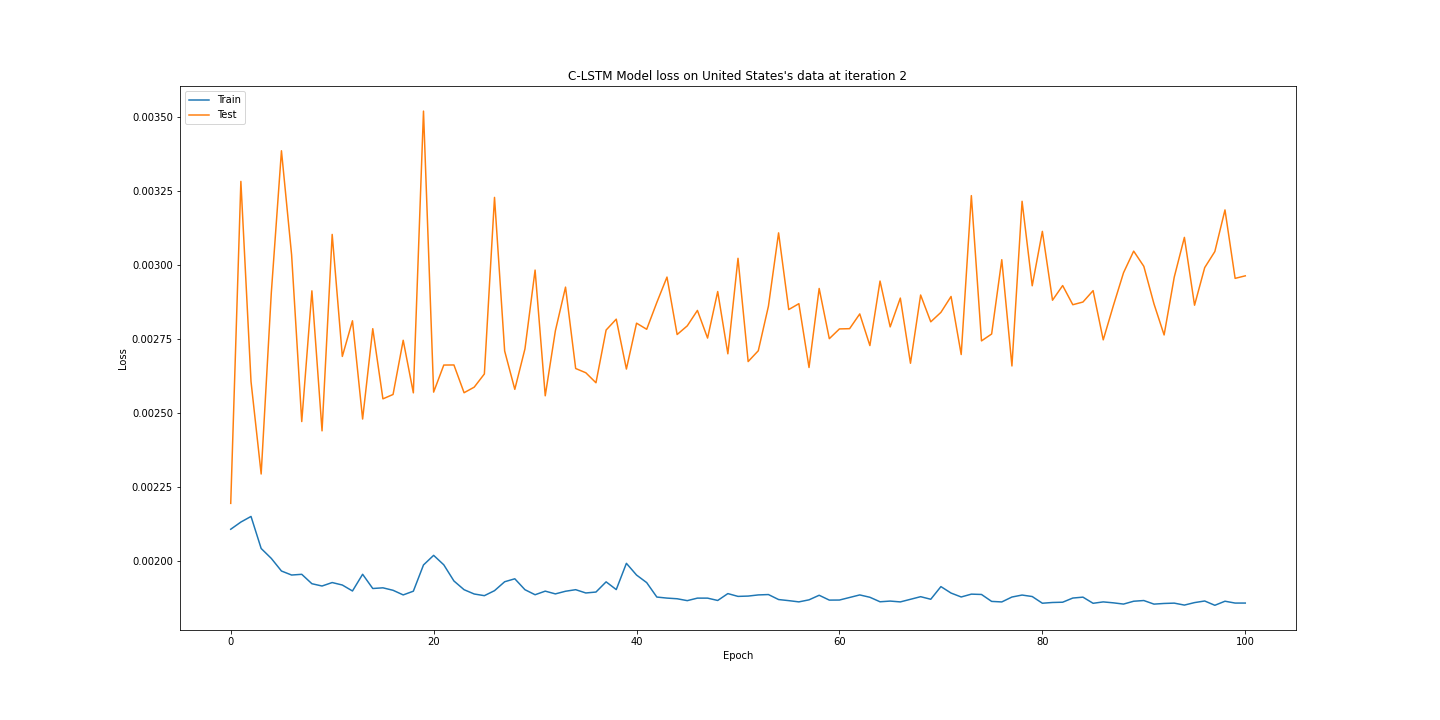 C-LSTM Model loss on United States's data at iteration 2
Train
Test
0.00350
0.00325
0.00300
0.00275
0.00250
0.00225
0.00200
Loss
0 20 40 60 80 100
Epoch